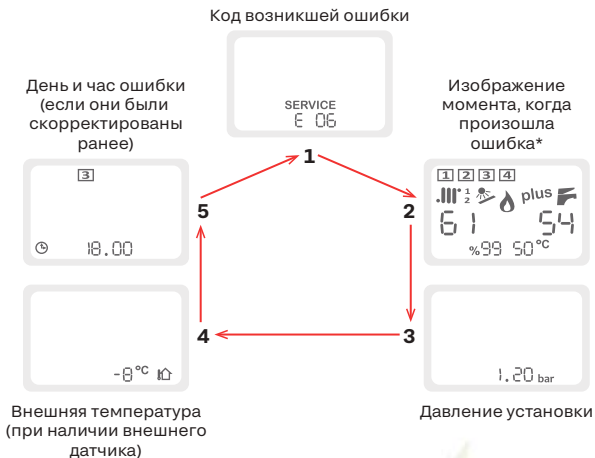 Код возникшей ошибки
SERVICE
E 06
День и час ошибки
(если они были
скорректированы
ранее)
Изображение
момента, когда
произошла
ошибка*
1
3
18.00
5
2
1 2 3 4
1
2
plus
61 54
%99 50°C
4
3
-8°C
1.20 bar
Внешняя температура
(при наличии внешнего
датчика)
Давление установки